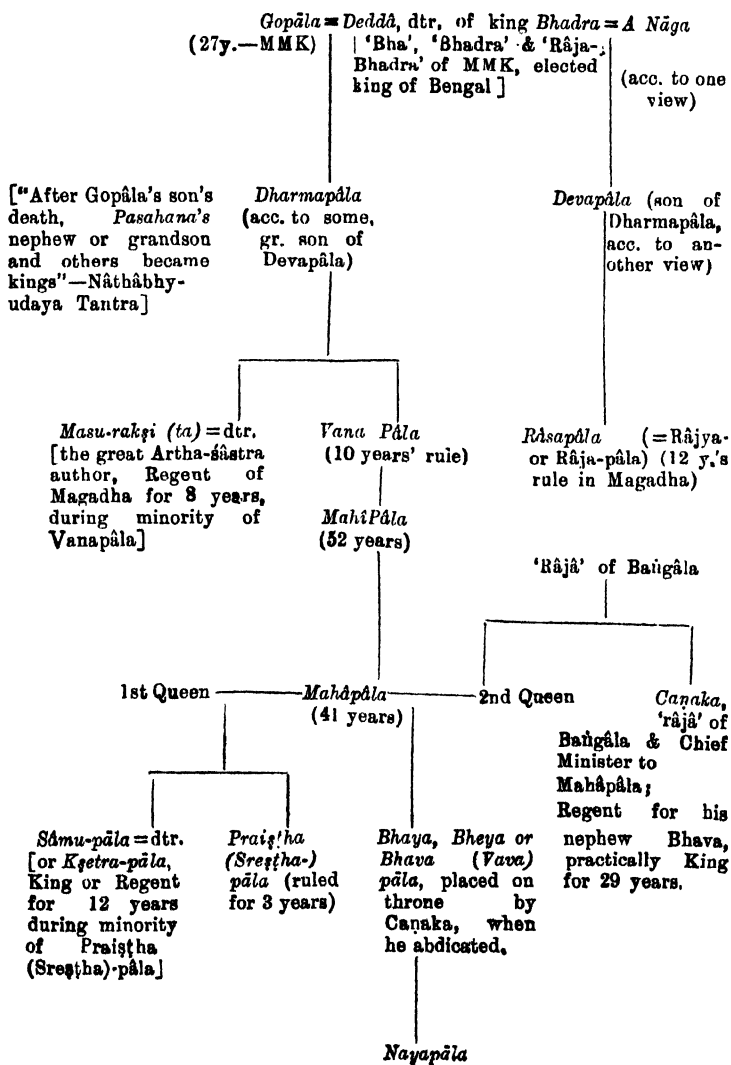 Gopāla = Deddâ, dtr. of king Bhadra = A Nāga
(27y.—MMK)
[ 'Bha', 'Bhadra' & 'Râja-
Bhadra' of MMK, elected
king of Bengal ]
(acc. to one
view)
["After Gopâla's son's
death, Pasahana's
nephew or grandson
and others became
kings"—Nâthâbhy-
udaya Tantra]
Dharmapâla
(acc. to some,
gr. son of
Devapâla)
Devapâla (son of
Dharmapâla,
acc. to an-
other view)
Masu-rakṣi (ta) = dtr.
[the great Artha-śâstra
author, Regent of
Magadha for 8 years,
during minority of
Vanapâla]
Vana Pâla
(10 years' rule)
Râsapâla (=Râjya-
or Râja-pâla) (12 y.'s
rule in Magadha)
MahîPâla
(52 years)
'Râjâ' of Baṅgâla
1st Queen
Mahâpâla
(41 years)
2nd Queen
Caṇaka,
'râjâ' of
Baṅgâla & Chief
Minister to
Mahâpâla;
Regent for his
nephew Bhava,
practically King
for 29 years.
Sâmu-pāla = dtr.
[or Kṣetra-pâla,
King or Regent
for 12 years
during minority
of Praiṣṭha
(Sreṣṭha)-pâla]
Praiṣṭha
(Sreṣṭha-)
pāla (ruled
for 3 years)
Bhaya, Bheya or
Bhava (Vava)
pāla, placed on
throne by
Caṇaka, when
he abdicated.
Nayapāla